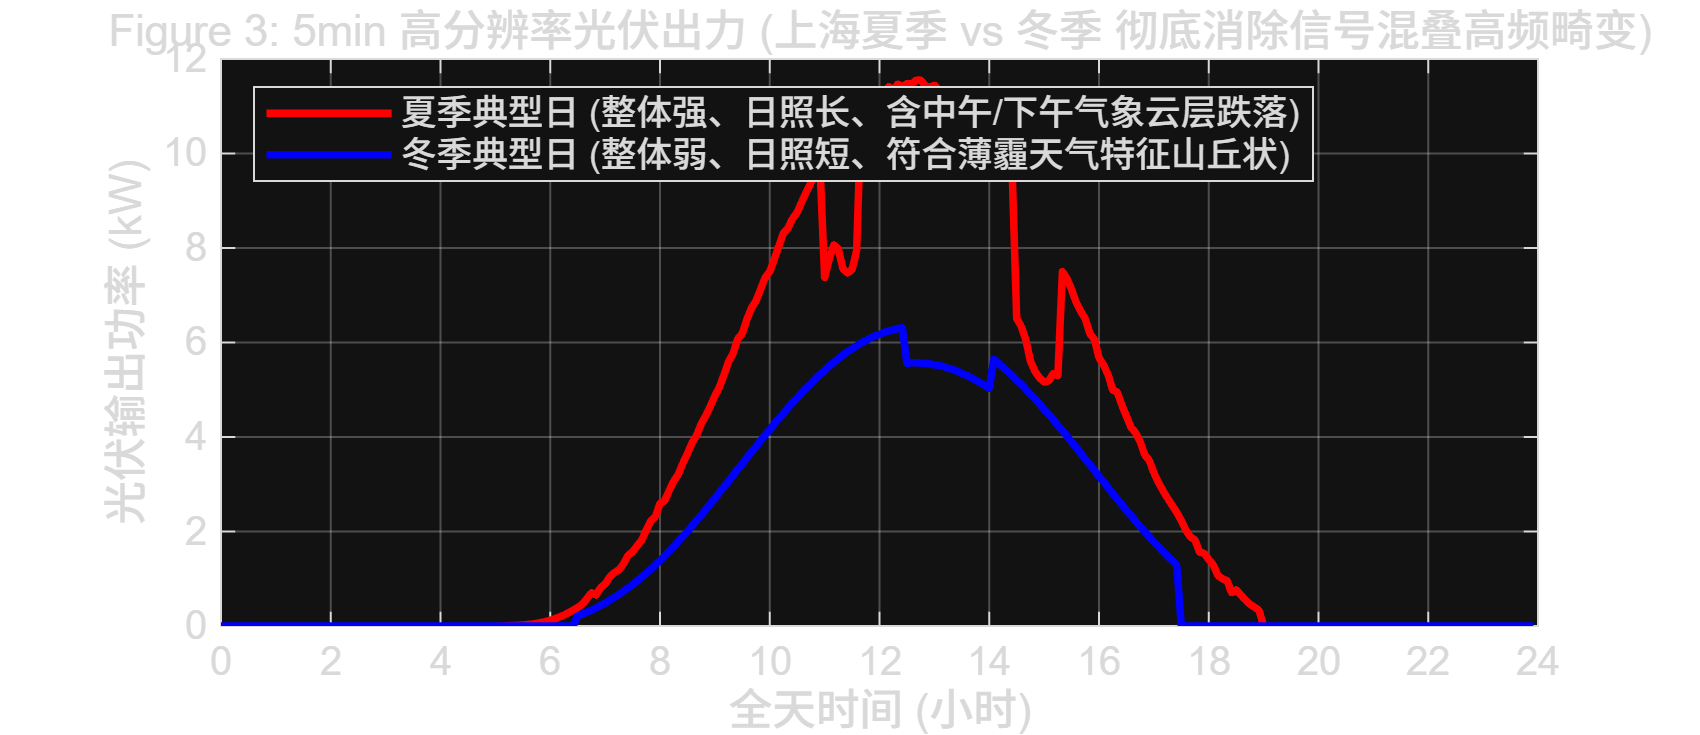 Figure 3: 5min 高分辨率光伏出力 (上海夏季 vs 冬季 彻底消除信号混叠高频畸变)
夏季典型日 (整体强、日照长、含中午/下午气象云层跌落)
冬季典型日 (整体弱、日照短、符合薄霾天气特征山丘状)
光伏输出功率 (kW)
12
10
8
6
4
2
0
0 2 4 6 8 10 12 14 16 18 20 22 24
全天时间 (小时)